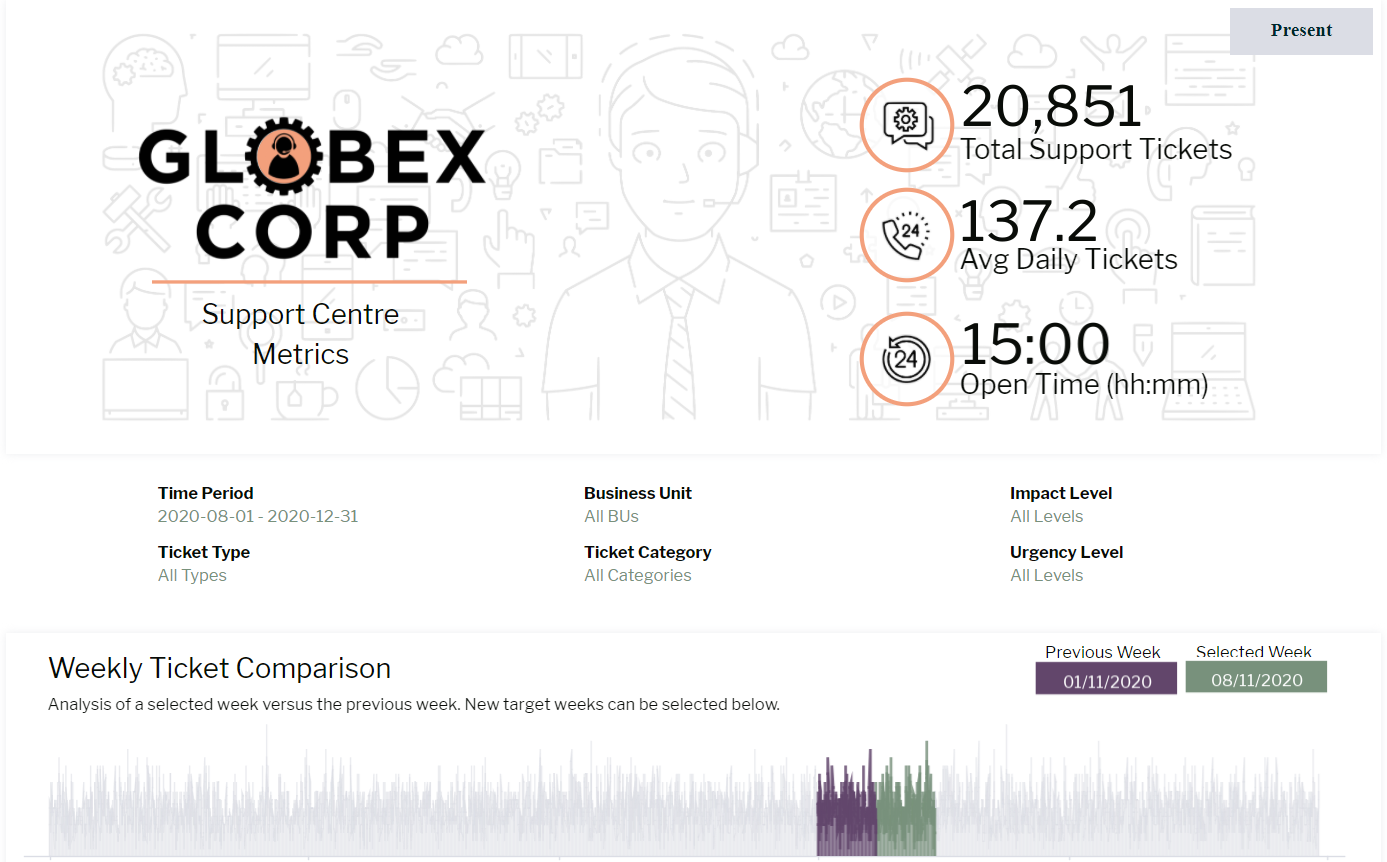 Present
GLOBEX
CORP
Support Centre
Metrics
20,851
Total Support Tickets
24
137.2
Avg Daily Tickets
24
15:00
Open Time (hh:mm)
Time Period
2020-08-01 - 2020-12-31
Business Unit
All BUs
Impact Level
All Levels
Ticket Type
All Types
Ticket Category
All Categories
Urgency Level
All Levels
Weekly Ticket Comparison
Analysis of a selected week versus the previous week. New target weeks can be selected below.
Previous Week
01/11/2020
Selected Week
08/11/2020